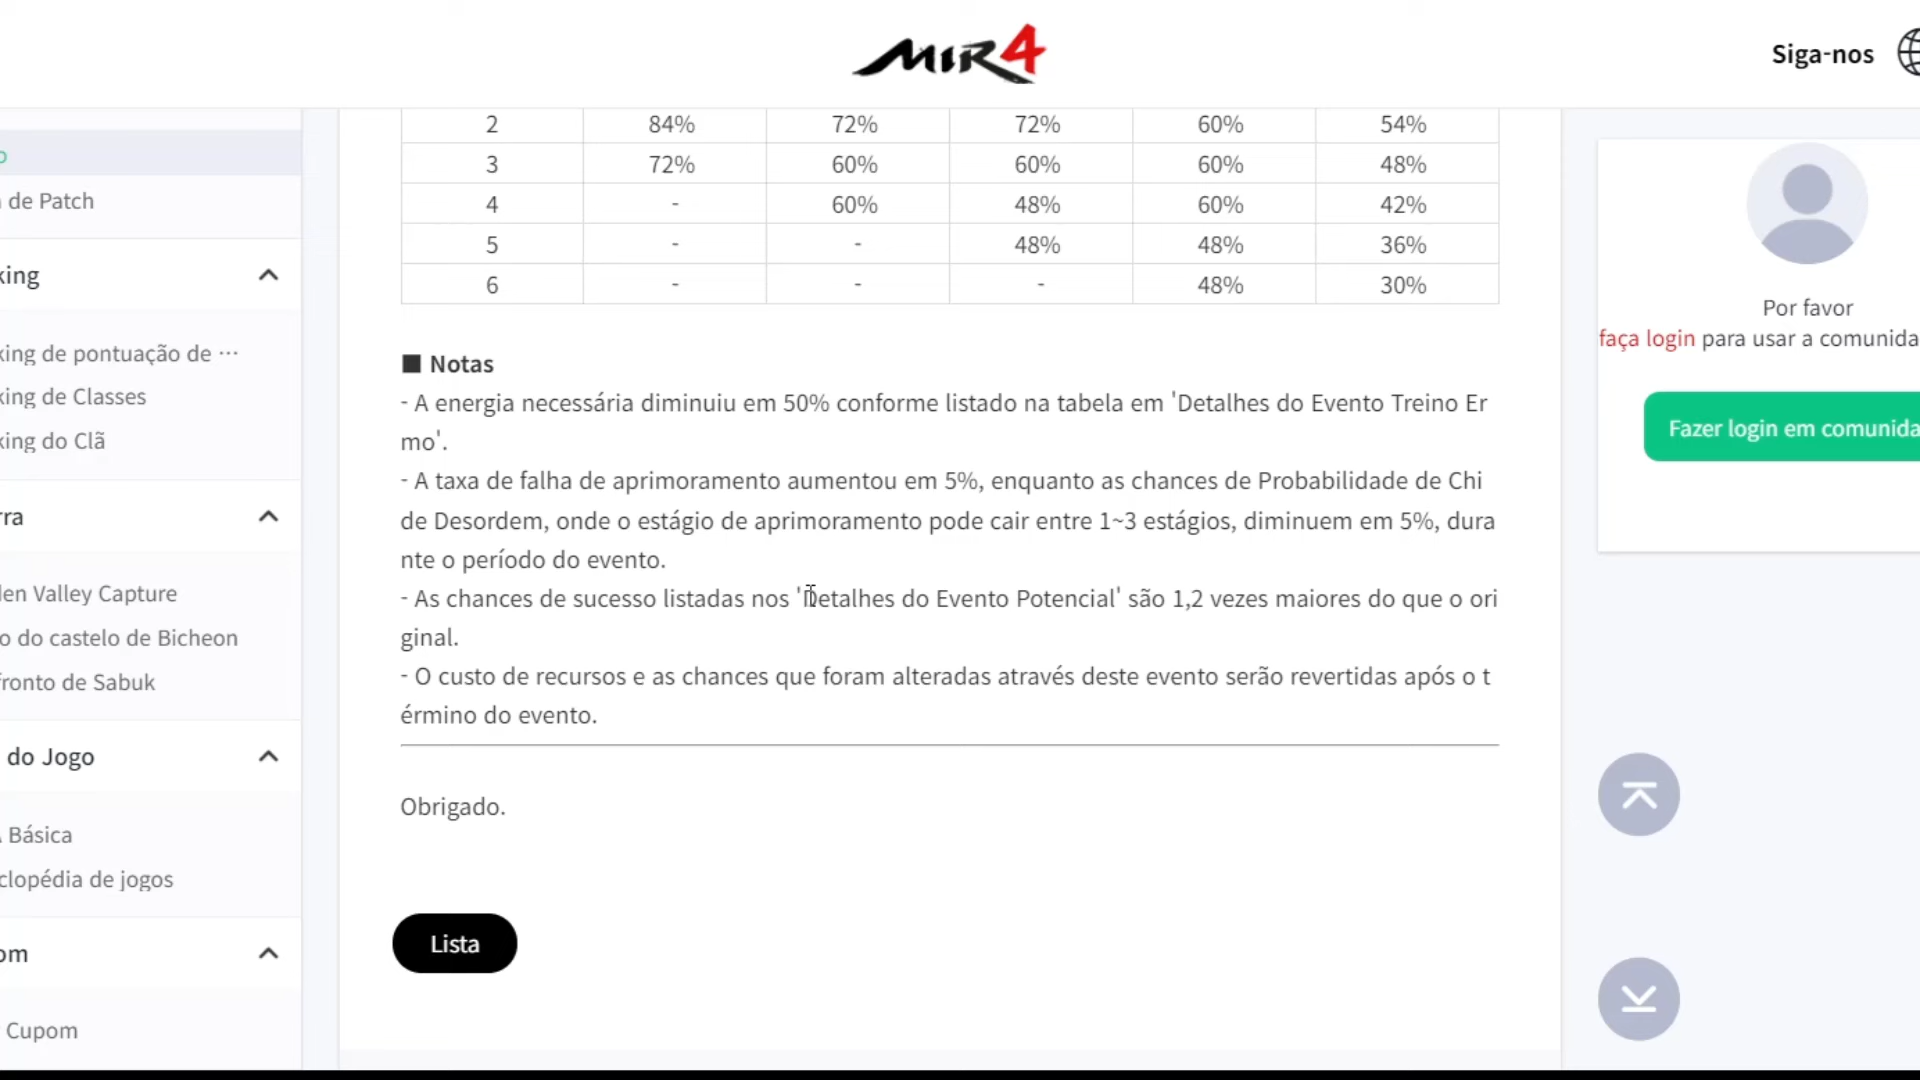 MIR4
Siga-nos
2 84% 72% 72% 60% 54%
3 72% 60% 60% 60% 48%
4 - 60% 48% 60% 42%
5 - - 48% 48% 36%
6 - - - 48% 30%
de Patch
king
king de pontuação de ···
king de Classes
king do Clã
rra
den Valley Capture
o do castelo de Bicheon
fronto de Sabuk
do Jogo
Básica
clopédia de jogos
om
Cupom
■ Notas
- A energia necessária diminuiu em 50% conforme listado na tabela em 'Detalhes do Evento Treino Er
mo'.
- A taxa de falha de aprimoramento aumentou em 5%, enquanto as chances de Probabilidade de Chi
de Desordem, onde o estágio de aprimoramento pode cair entre 1~3 estágios, diminuem em 5%, dura
nte o período do evento.
- As chances de sucesso listadas nos 'Detalhes do Evento Potencial' são 1,2 vezes maiores do que o ori
ginal.
- O custo de recursos e as chances que foram alteradas através deste evento serão revertidas após o t
érmino do evento.
Obrigado.
Lista
Por favor
faça login para usar a comunida
Fazer login em comunida